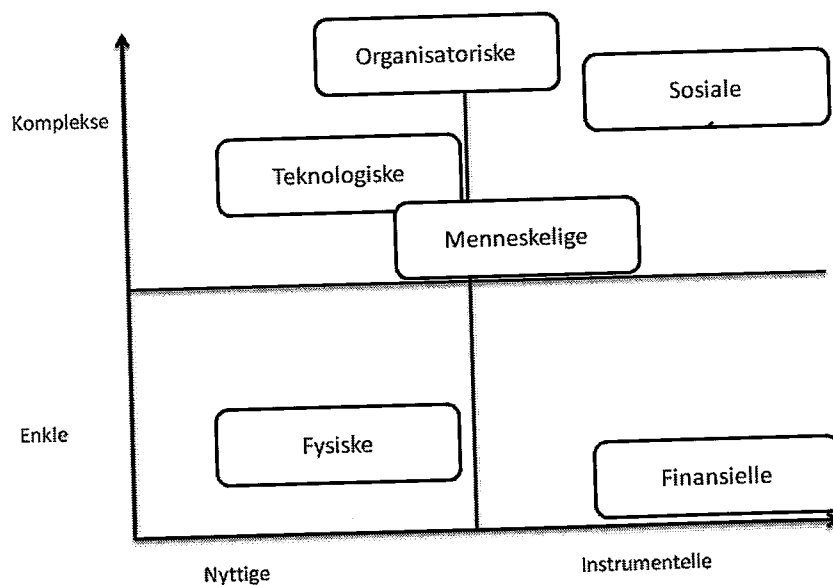 Organisatoriske
Sosiale
Komplekse
Teknologiske
Menneskelige
Enkle
Fysiske
Finansielle
Nyttige
Instrumentelle